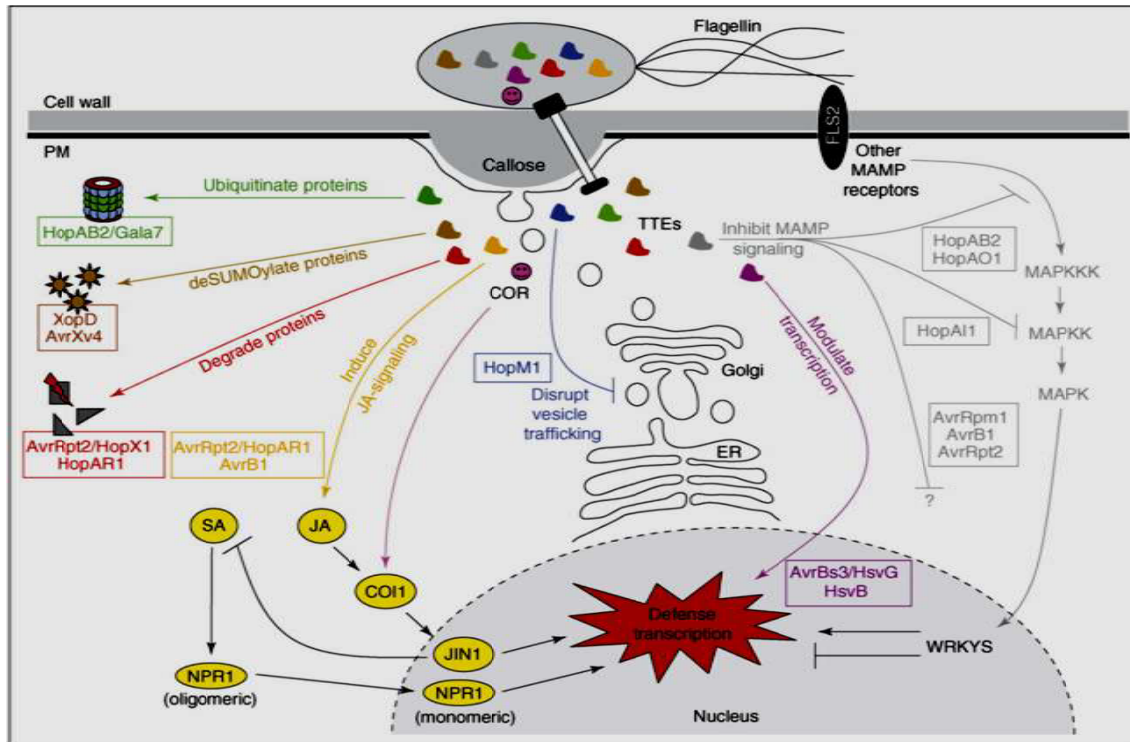 Flagellin
Cell wall
FLS2
PM
Callose
Other
MAMP
receptors
Ubiquitinate proteins
HopAB2/Gala7
TTEs
Inhibit MAMP
signaling
HopAB2
HopAO1
MAPKKK
deSUMOylate proteins
XopD
AvrXv4
COR
Degrade proteins
Induce
JA-signaling
HopM1
Disrupt
vesicle
trafficking
Golgi
Modulate
transcription
HopAI1
MAPKK
MAPK
AvrRpt2/HopX1
HopAR1
AvrRpt2/HopAR1
AvrB1
ER
AvrRpm1
AvrB1
AvrRpt2
?
SA
JA
COI1
AvrBs3/HsvG
HsvB
Defense
transcription
JIN1
WRKYS
NPR1
(oligomeric)
NPR1
(monomeric)
Nucleus